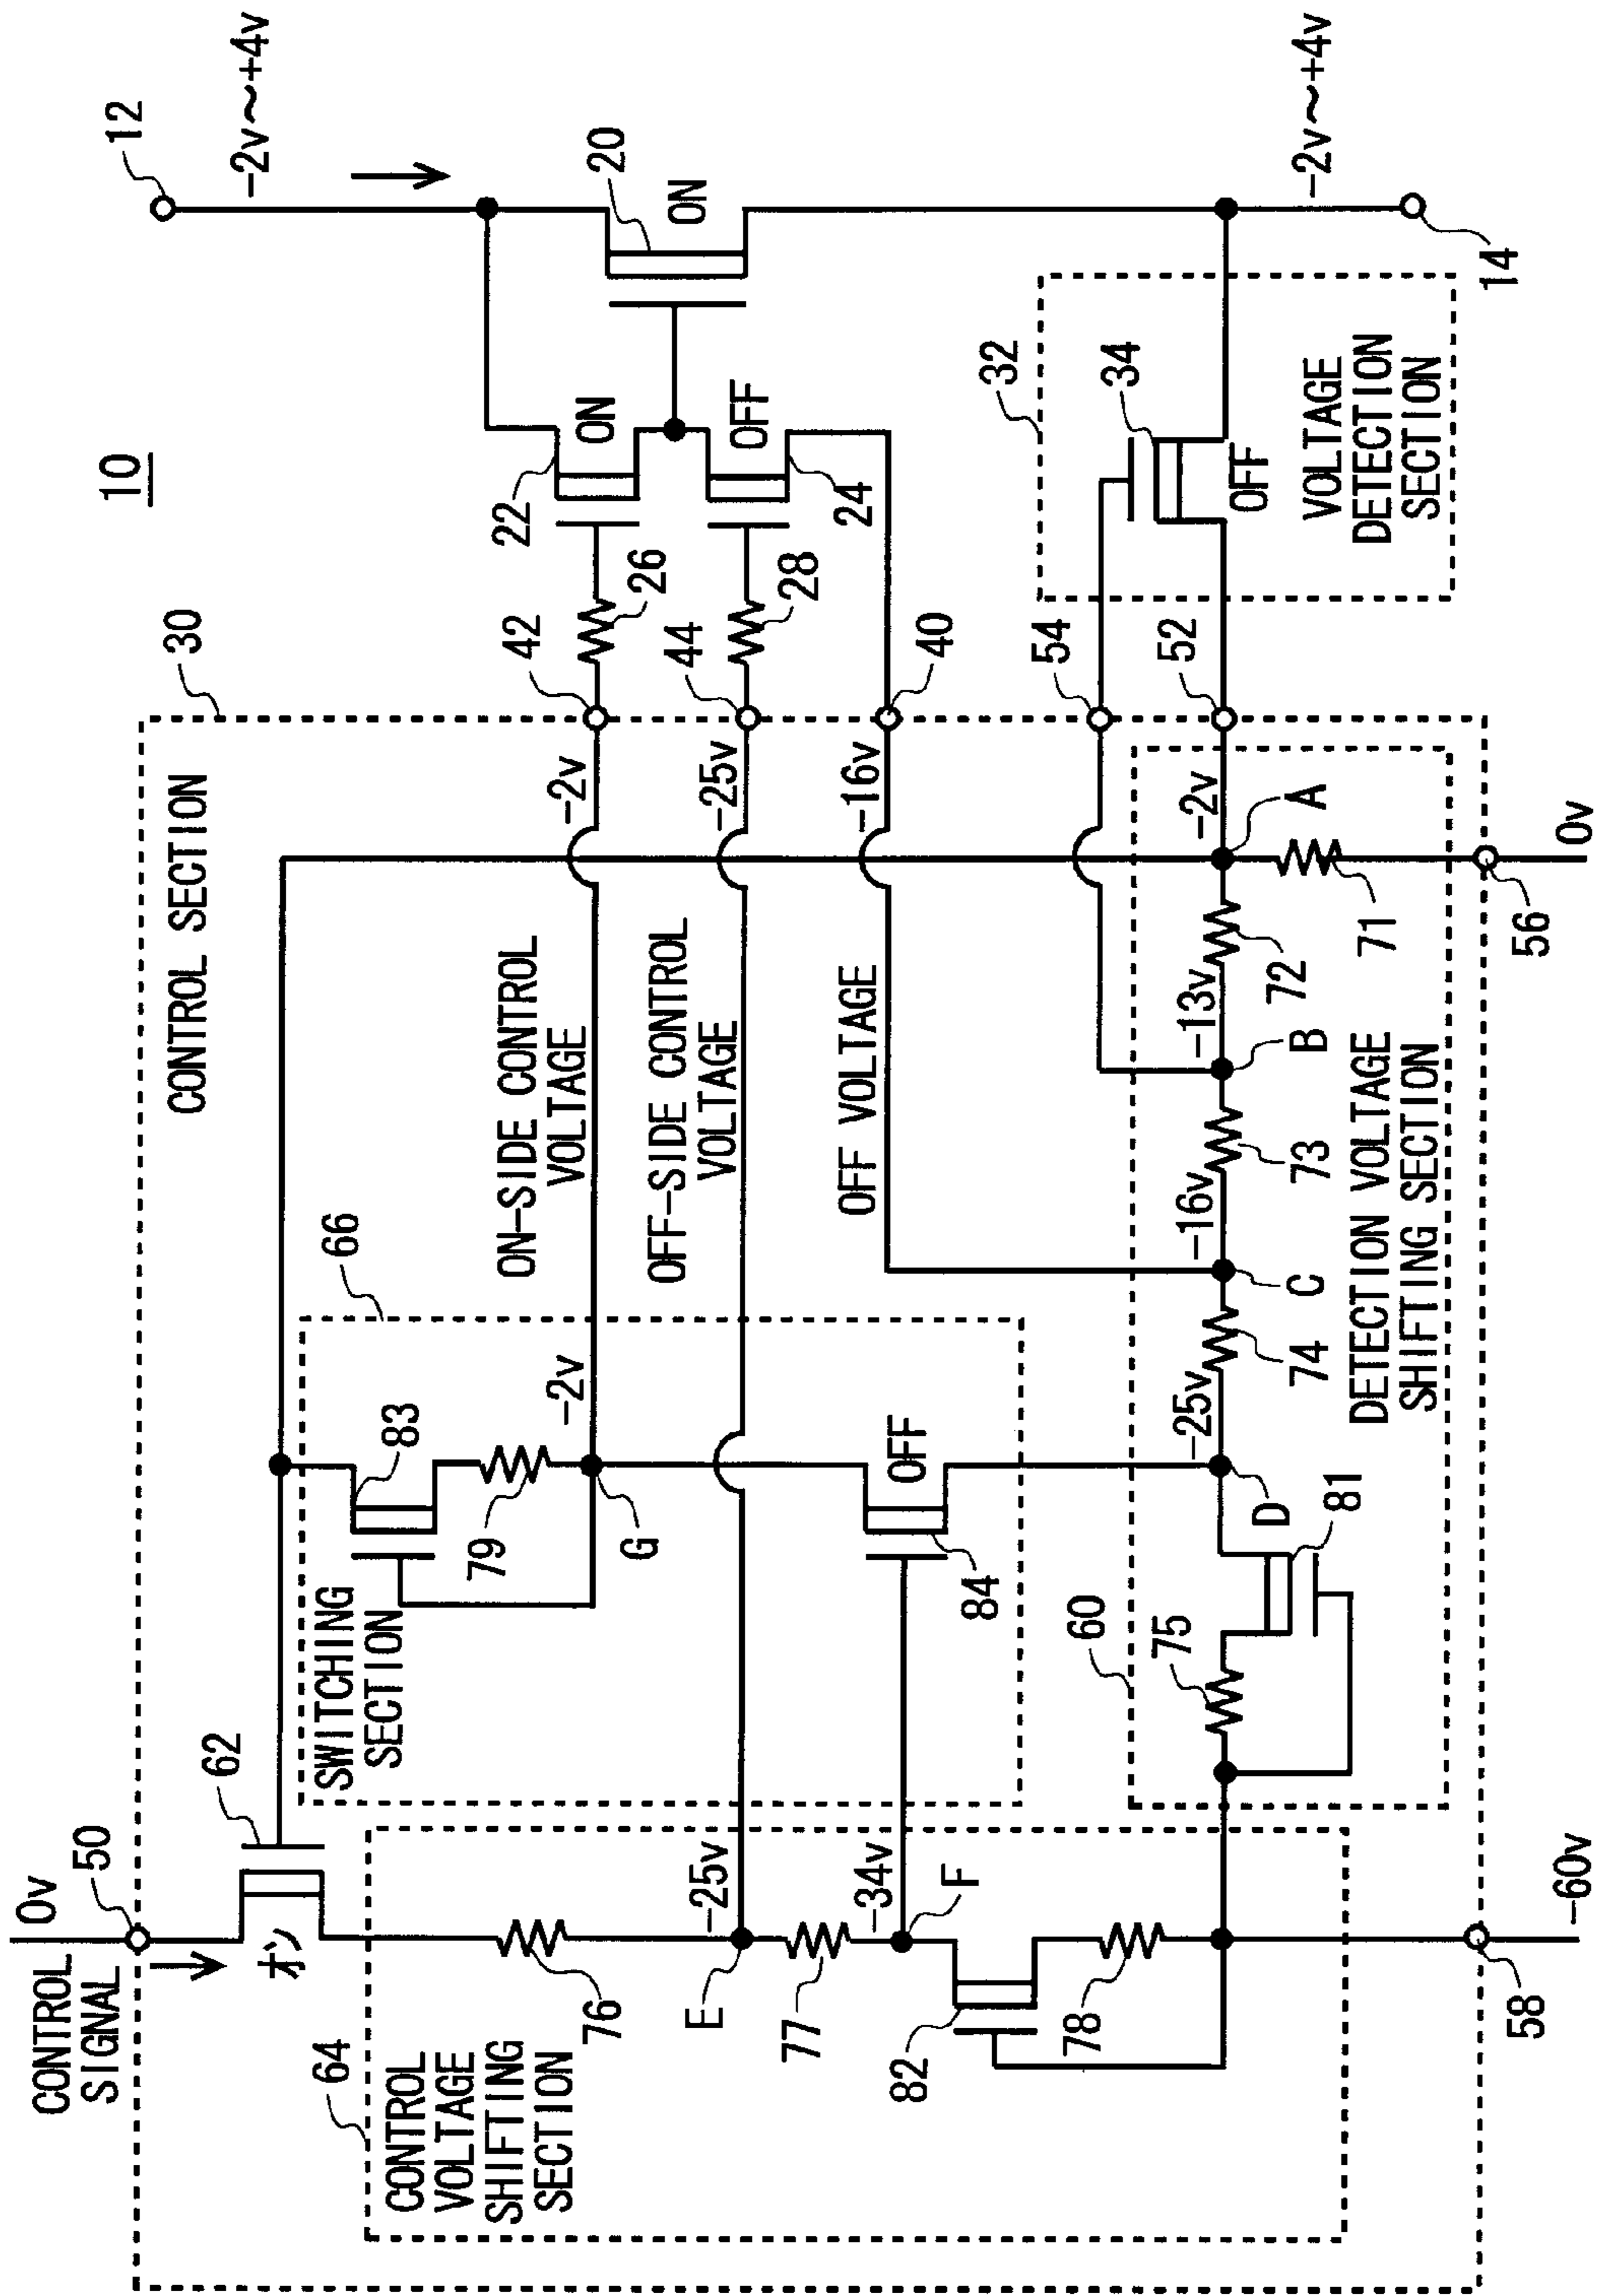 10
CONTROL
SIGNAL
0v
50
62
オン
64
CONTROL
VOLTAGE
SHIFTING
SECTION
76
E
-25v
77
-34v
F
82
78
58
-60v
CONTROL SECTION
30
SWITCHING
SECTION
66
83
79
G
-2v
84
OFF
ON-SIDE CONTROL
VOLTAGE
-2v
42
OFF-SIDE CONTROL
VOLTAGE
-25v
44
OFF VOLTAGE
-16v
40
60
75
81
D
-25v
74
C
-16v
73
B
-13v
72
A
-2v
71
56
0v
DETECTION VOLTAGE
SHIFTING SECTION
54
52
22
ON
26
OFF
24
28
12
-2v～+4v
20
ON
32
34
OFF
VOLTAGE
DETECTION
SECTION
-2v～+4v
14